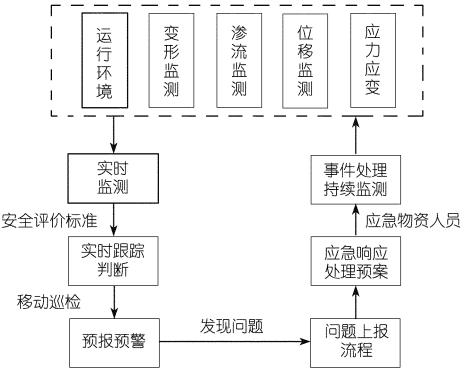 运行环境
变形监测
渗流监测
位移监测
应力应变
实时
监测
事件处理
持续监测
安全评价标准
应急物资人员
实时跟踪
判断
应急响应
处理预案
移动巡检
预报预警
发现问题
问题上报
流程